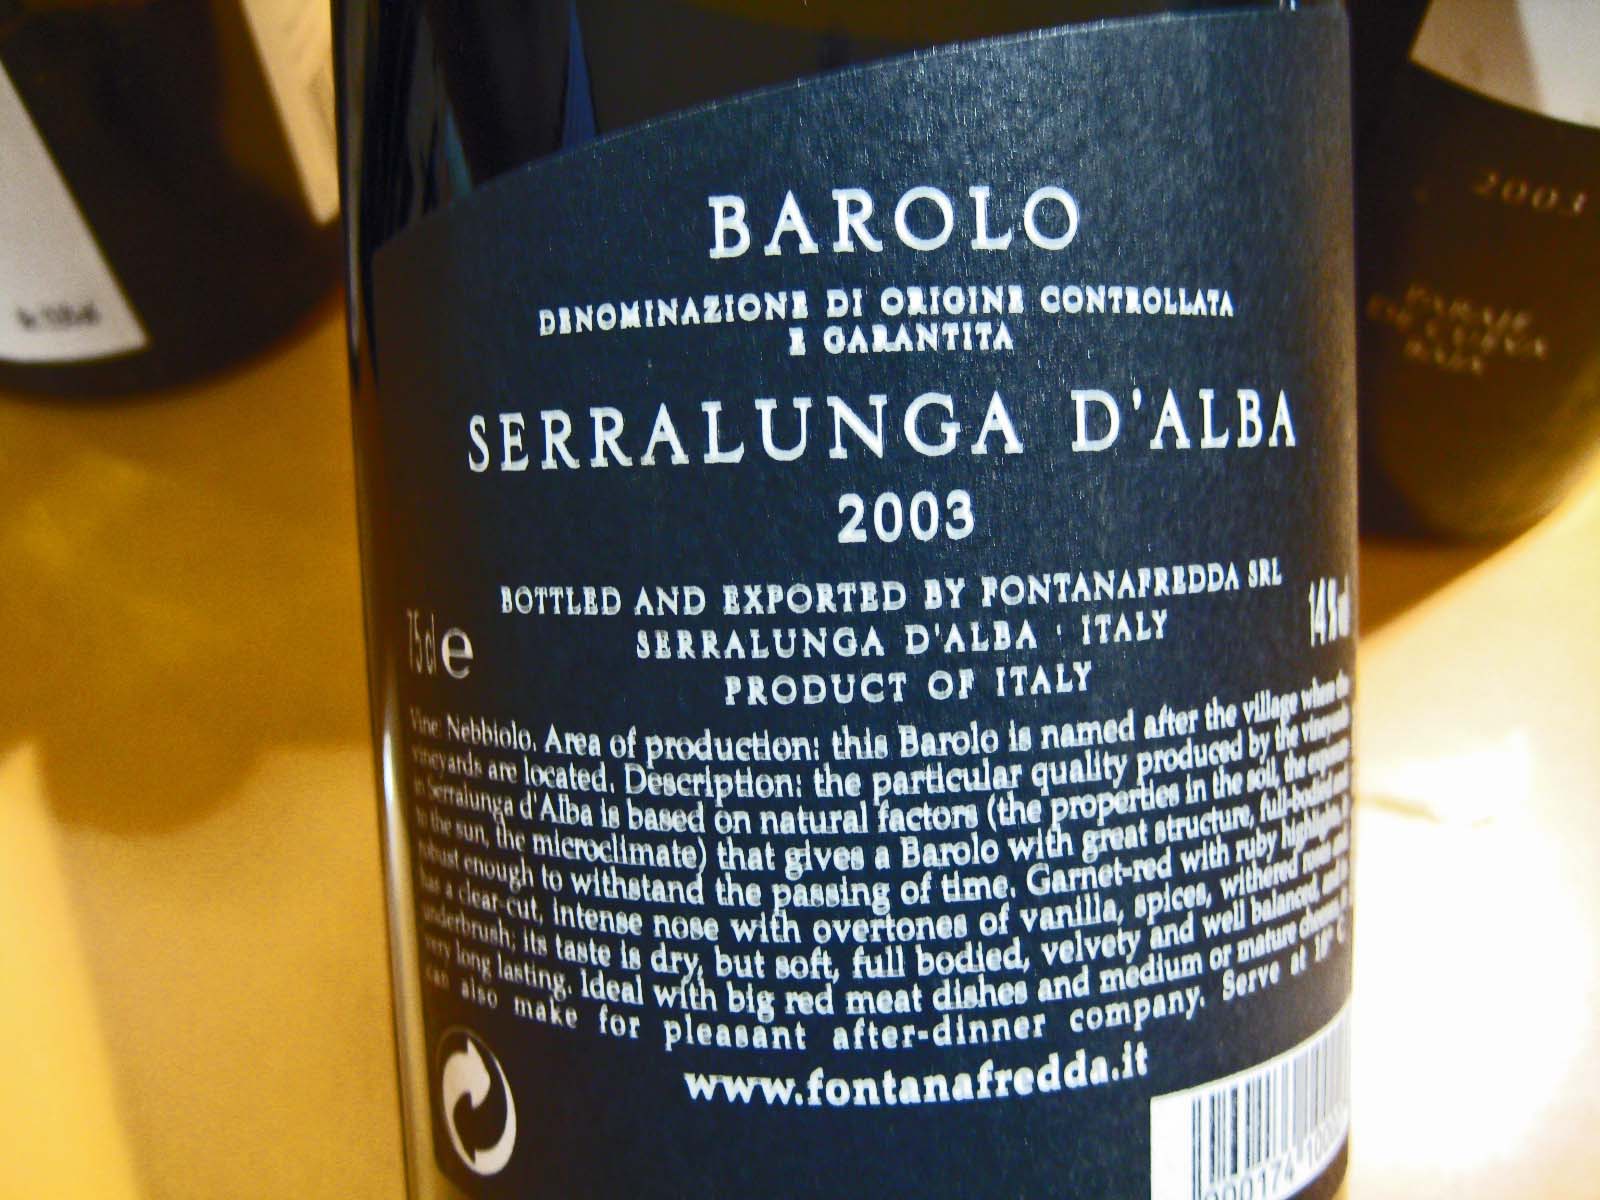 BAROLO
DENOMINAZIONE DI ORIGINE CONTROLLATA
E GARANTITA
SERRALUNGA D'ALBA
2003
BOTTLED AND EXPORTED BY FONTANAFREDDA SRL
SERRALUNGA D'ALBA · ITALY
PRODUCT OF ITALY
75 cl e
14% vol
Vine: Nebbiolo. Area of production: this Barolo is named after the village where the
vineyards are located. Description: the particular quality produced by the vineyards
in Serralunga d'Alba is based on natural factors (the properties in the soil, the exposure
to the sun, the microclimate) that gives a Barolo with great structure, full-bodied and
robust enough to withstand the passing of time. Garnet-red with ruby highlights, it
has a clear-cut, intense nose with overtones of vanilla, spices, withered roses and
underbrush; its taste is dry, but soft, full bodied, velvety and well balanced, and is
very long lasting. Ideal with big red meat dishes and medium or mature cheeses. It
can also make for pleasant after-dinner company. Serve at
www.fontanafredda.it
2003